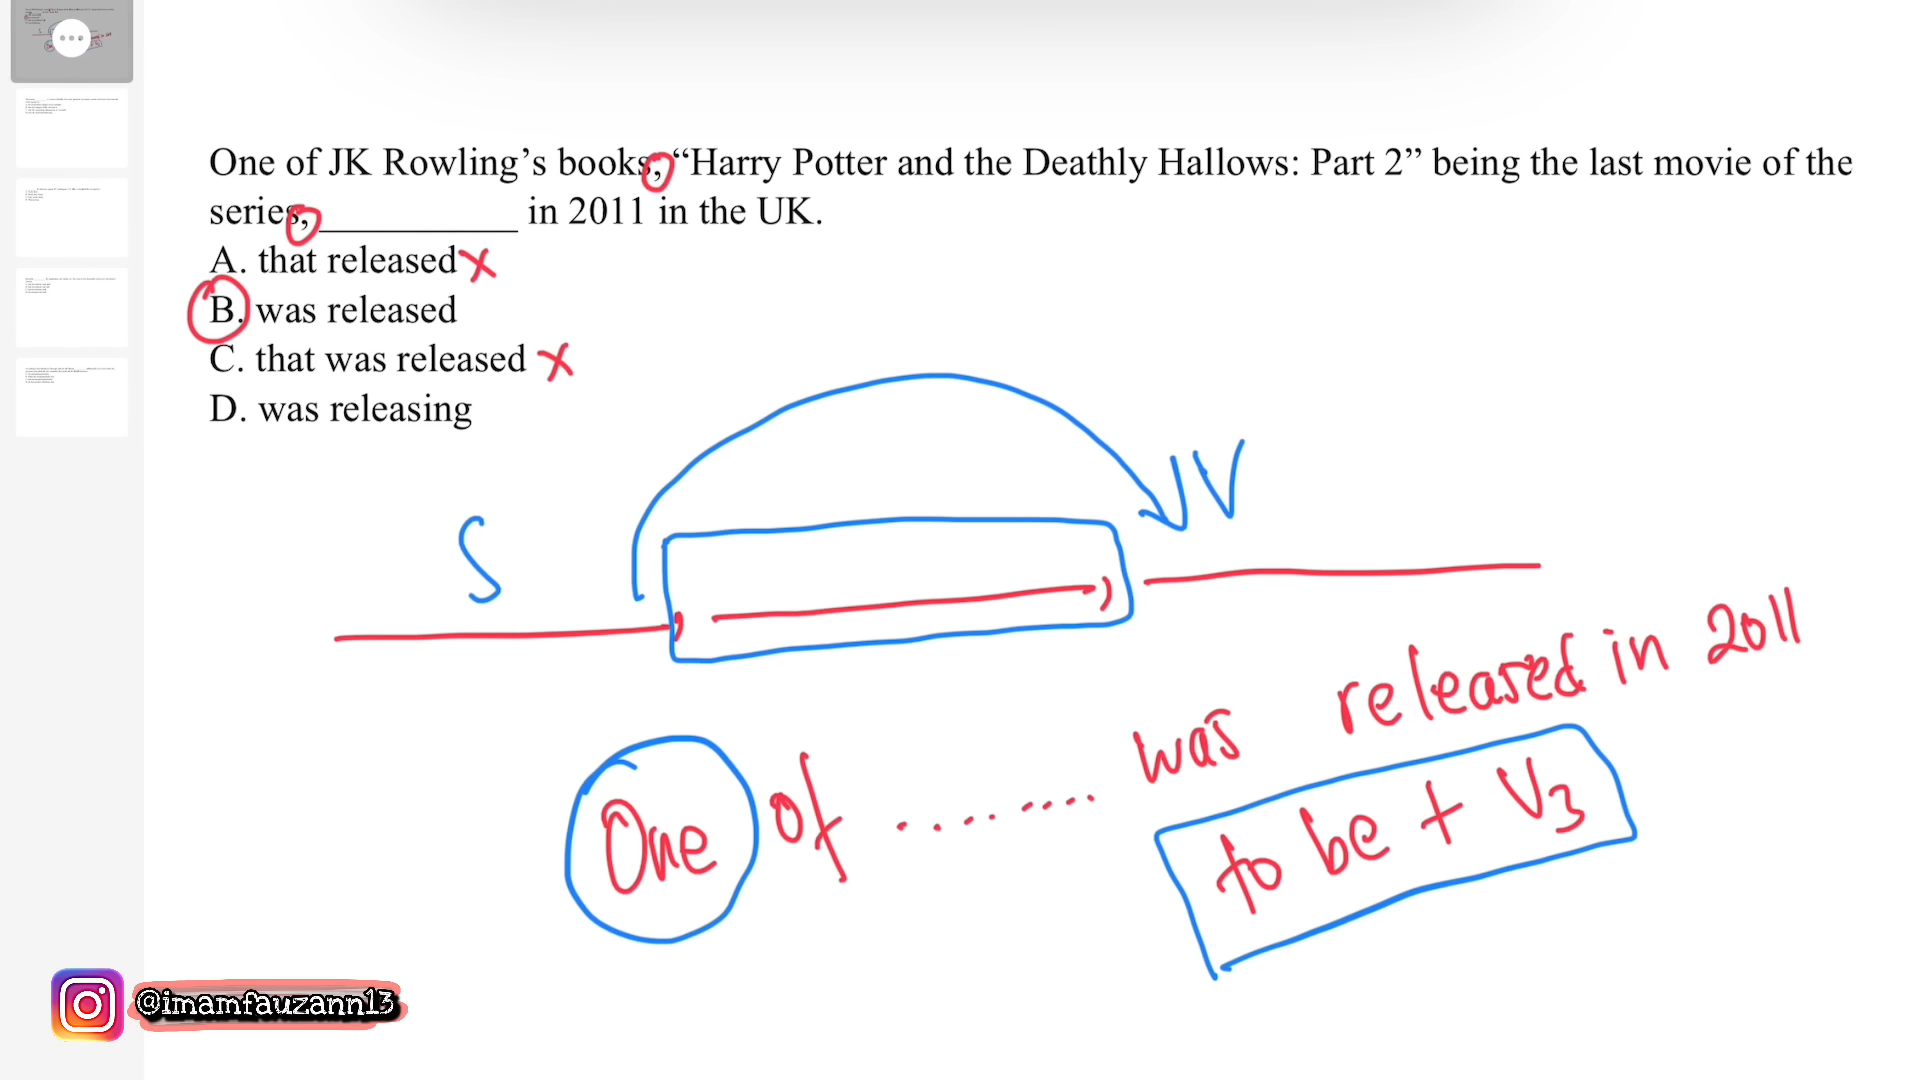 One of JK Rowling’s books, “Harry Potter and the Deathly Hallows: Part 2” being the last movie of the
series, __________ in 2011 in the UK.
A. that released X
B. was released
C. that was released X
D. was releasing
S
V
One of ........ was released in 2011
to be + V3
@imamfauzann13